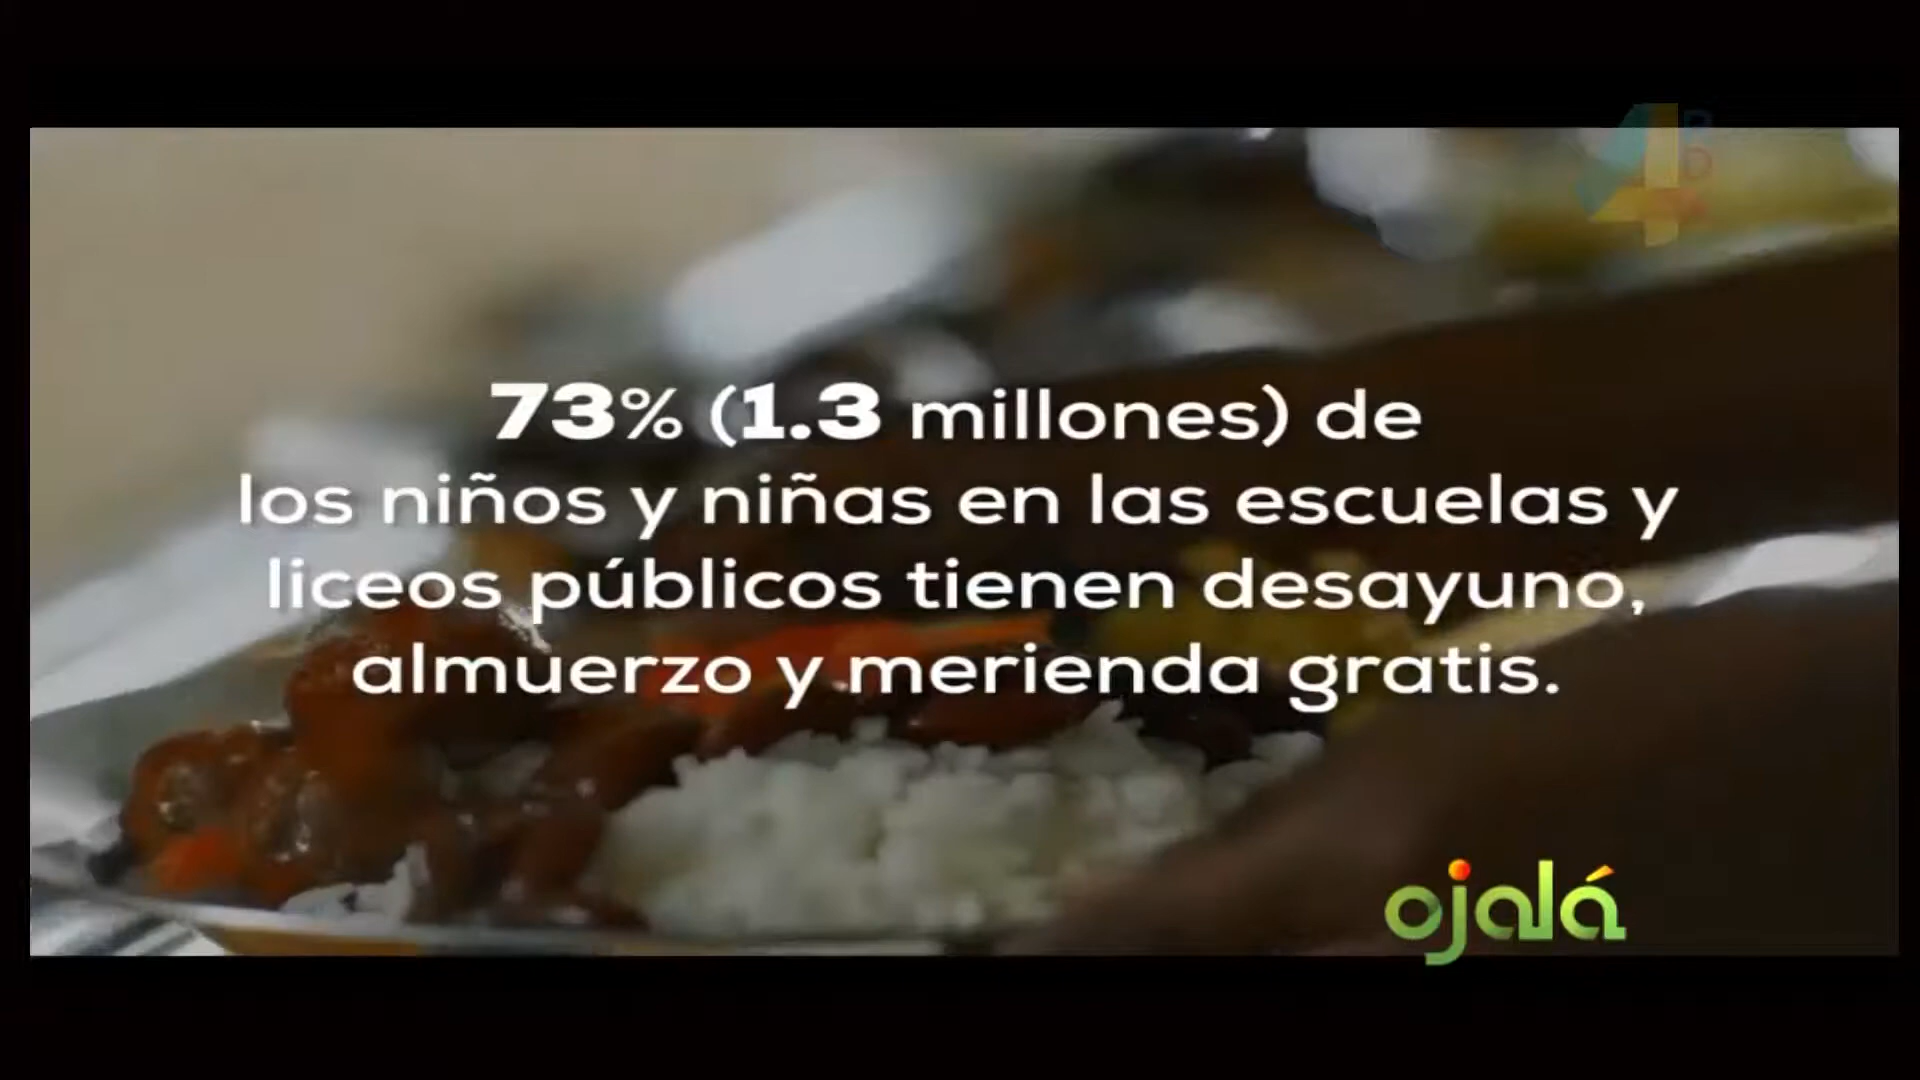 4
R
D
73% (1.3 millones) de
los niños y niñas en las escuelas y
liceos públicos tienen desayuno,
almuerzo y merienda gratis.
ojalá